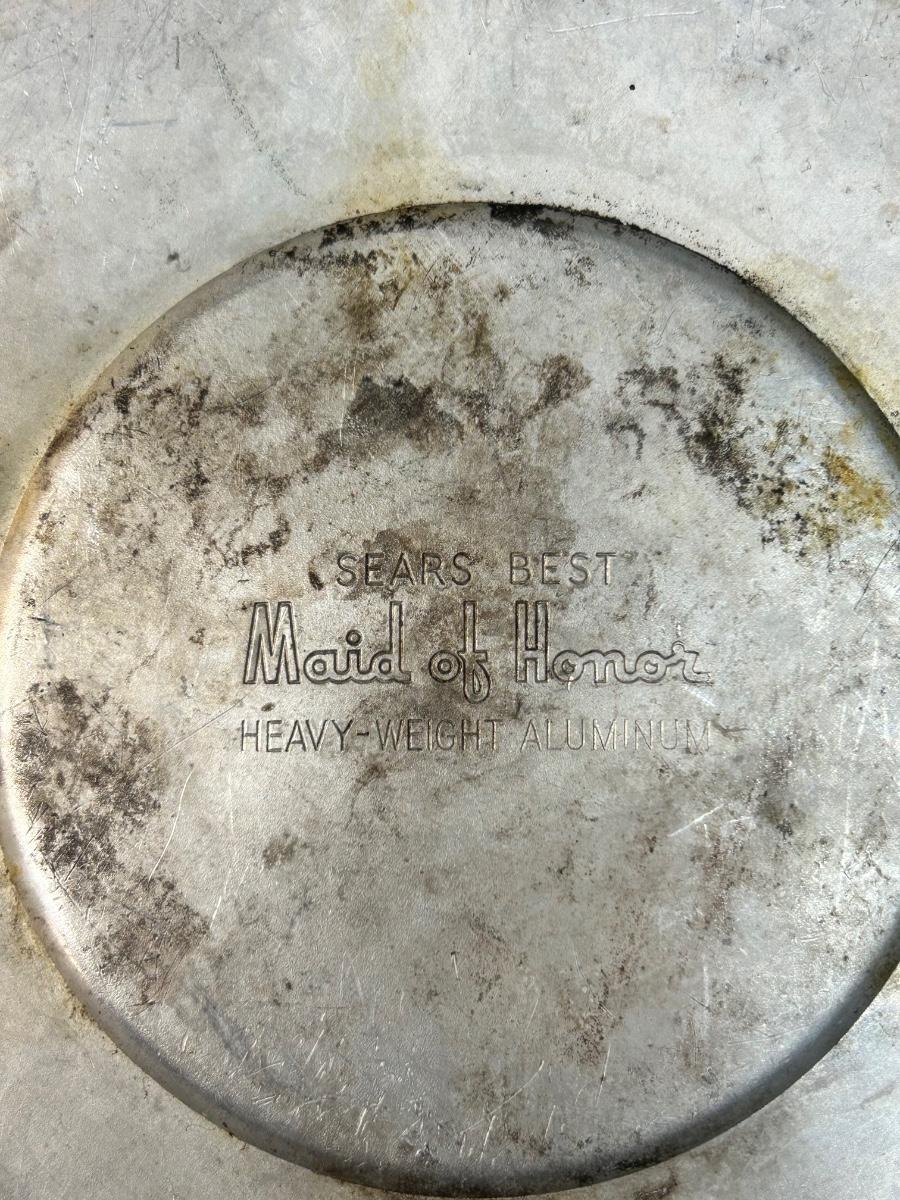 SEARS BEST
Maid of Honor
HEAVY-WEIGHT ALUMINUM